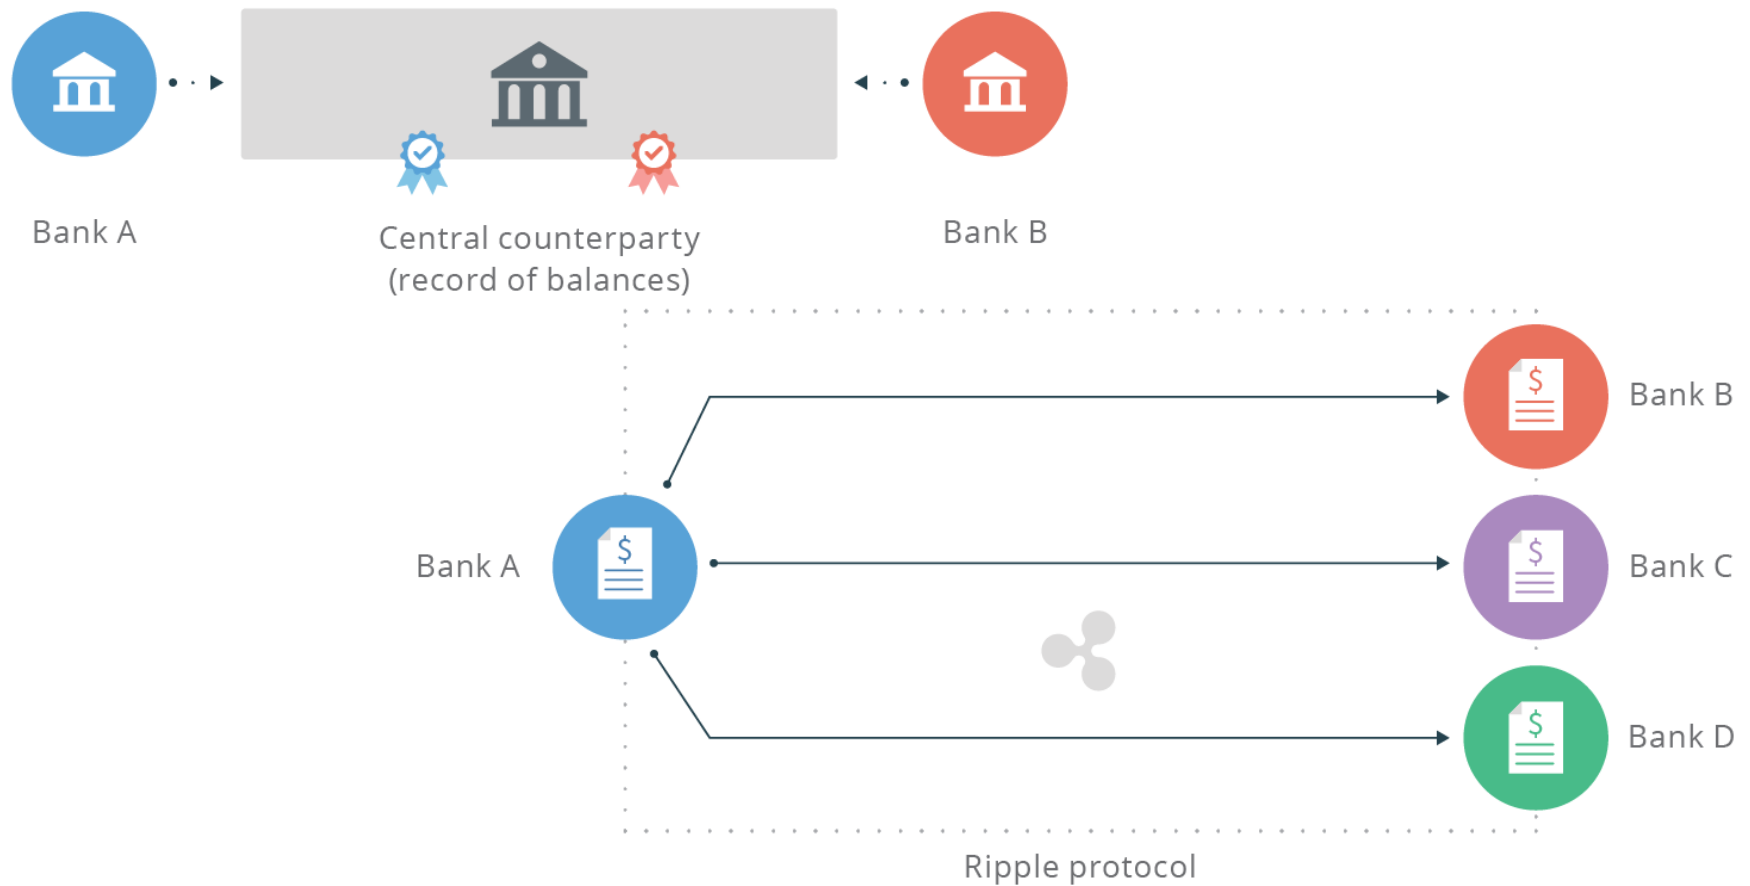 Bank A
Central counterparty
(record of balances)
Bank B
$
Bank B
Bank A
$
$
Bank C
$
Bank D
Ripple protocol